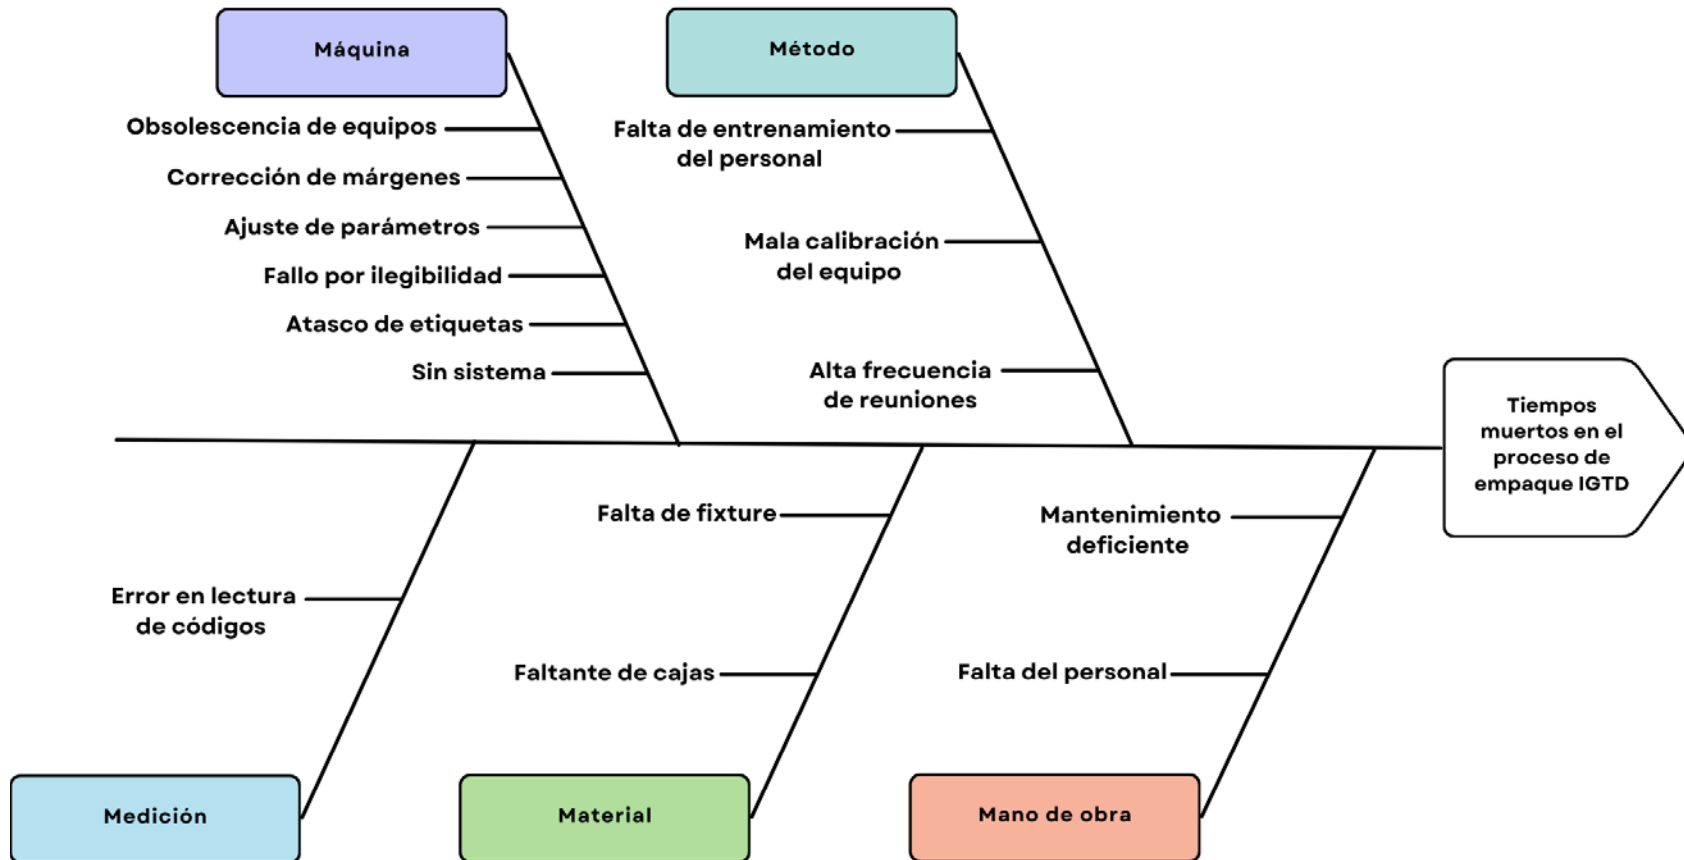 Máquina
Obsolescencia de equipos
Corrección de márgenes
Ajuste de parámetros
Fallo por ilegibilidad
Atasco de etiquetas
Sin sistema
Método
Falta de entrenamiento
del personal
Mala calibración
del equipo
Alta frecuencia
de reuniones
Tiempos
muertos en el
proceso de
empaque IGTD
Error en lectura
de códigos
Medición
Falta de fixture
Faltante de cajas
Material
Mantenimiento
deficiente
Falta del personal
Mano de obra